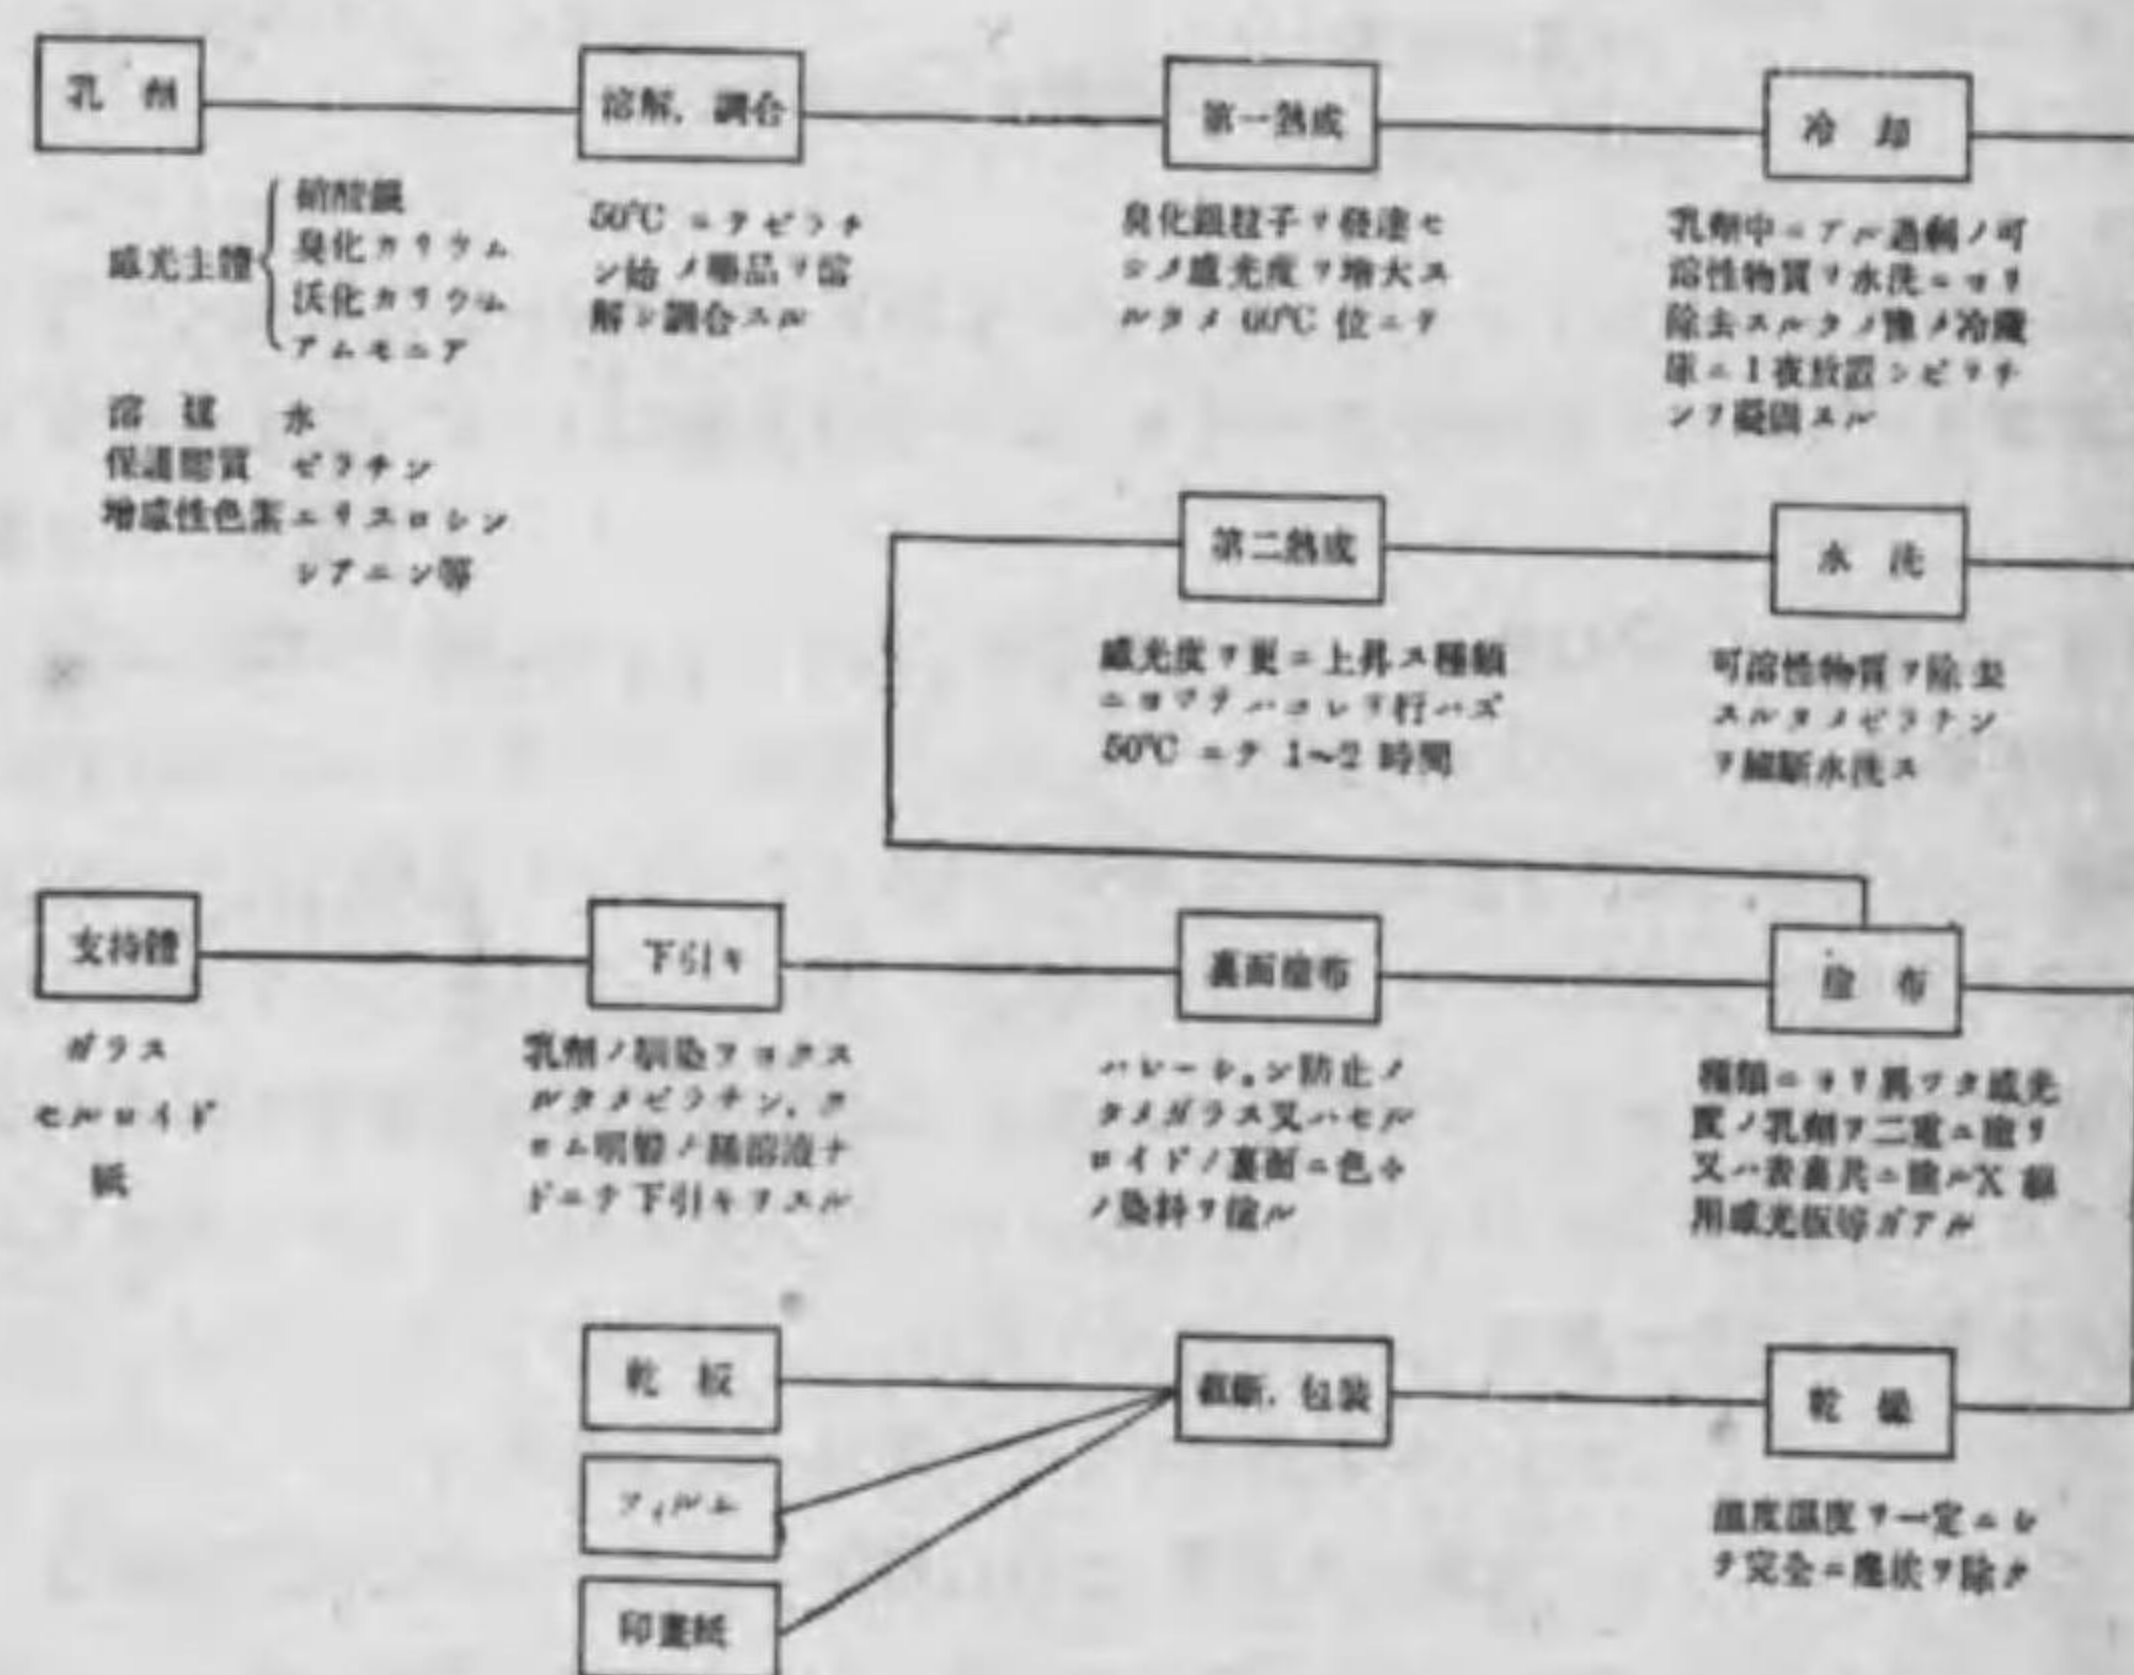 乳劑
溶解、調合
第一熟成
冷却
感光主體
硝酸銀
臭化カリウム
沃化カリウム
アムモニア
溶媒 水
保護膠質 ゼラチン
增感性色素 エリスロシン
シアニン等
50℃ ニテゼラチ
ン始メ藥品ヲ溶
解シ調合スル
臭化銀粒子ヲ發達セ
シメ感光度ヲ增大ス
ルタメ 60℃ 位ニテ
乳劑中ニアル過剩ノ可
溶性物質ヲ水洗ニヨリ
除去スルタメ豫メ冷藏
庫ニ1夜放置シゼラチ
ンヲ凝固スル
第二熟成
水洗
感光度ヲ更ニ上昇ス種類
ニヨツテハコレヲ行ハズ
50℃ ニテ 1~2 時間
可溶性物質ヲ除去
スルタメゼラチン
ヲ細斷水洗ス
支持體
下引キ
裏面塗布
塗布
ガラス
セルロイド
紙
乳劑ノ馴染ヲヨクス
ルタメゼラチン、ク
ロム明礬ノ稀溶液ナ
ドニテ下引キヲスル
ハレーション防止ノ
タメガラス又ハセル
ロイドノ裏面ニ色々
ノ染料ヲ塗ル
種類ニヨリ異ツタ感光
度ノ乳劑ヲ二重ニ塗リ
又ハ表裏共ニ塗ルX線
用感光板等ガアル
乾板
フィルム
印畫紙
截斷、包装
乾燥
溫度濕度ヲ一定ニシ
テ完全ニ塵埃ヲ除ク